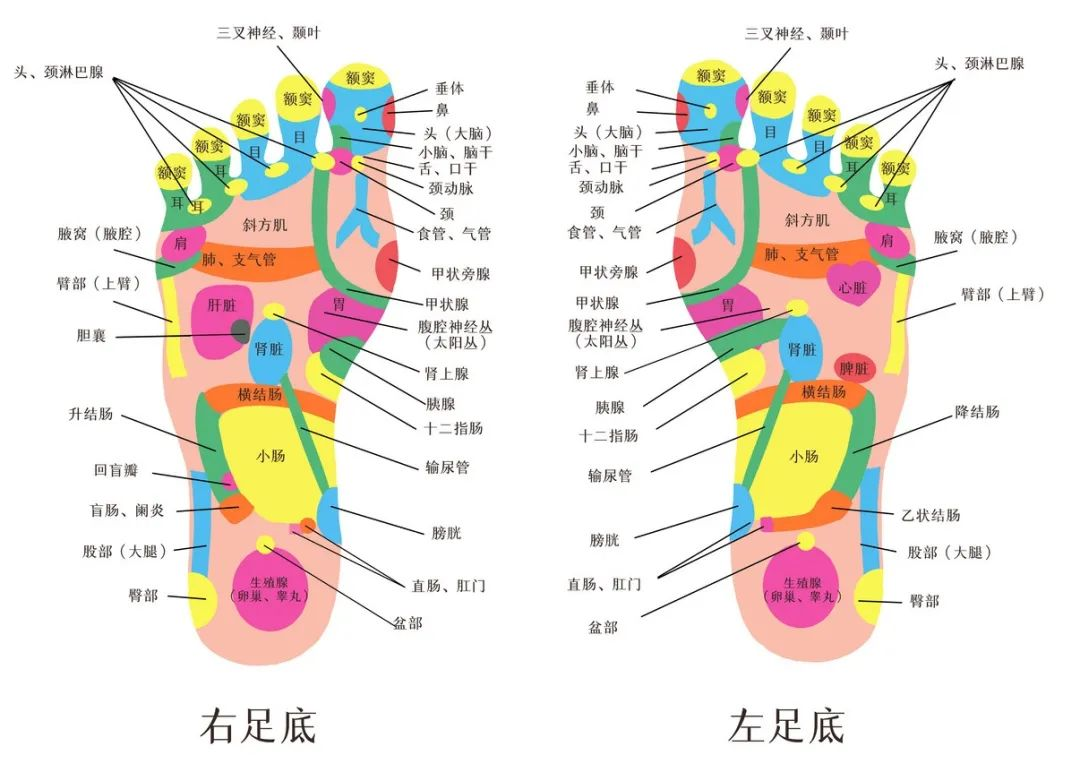 三叉神经、颞叶
头、颈淋巴腺
额窦
额窦
额窦
额窦
额窦
垂体
鼻
头（大脑）
小脑、脑干
舌、口干
颈动脉
颈
食管、气管
目
目
耳
耳
耳
斜方肌
腋窝（腋腔）
肩
肺、支气管
甲状旁腺
臂部（上臂）
肝脏
胃
甲状腺
腹腔神经丛
（太阳丛）
胆囊
肾脏
肾上腺
横结肠
胰腺
升结肠
十二指肠
小肠
输尿管
回盲瓣
盲肠、阑炎
膀胱
股部（大腿）
直肠、肛门
生殖腺
（卵巢、睾丸）
臀部
盆部
右足底
三叉神经、颞叶
头、颈淋巴腺
额窦
额窦
额窦
额窦
额窦
垂体
鼻
头（大脑）
小脑、脑干
舌、口干
颈动脉
颈
食管、气管
目
目
耳
耳
斜方肌
肩
腋窝（腋腔）
肺、支气管
甲状旁腺
心脏
臂部（上臂）
甲状腺
胃
腹腔神经丛
（太阳丛）
肾脏
肾上腺
脾脏
横结肠
胰腺
降结肠
十二指肠
小肠
输尿管
乙状结肠
膀胱
股部（大腿）
直肠、肛门
生殖腺
（卵巢、睾丸）
臀部
盆部
左足底